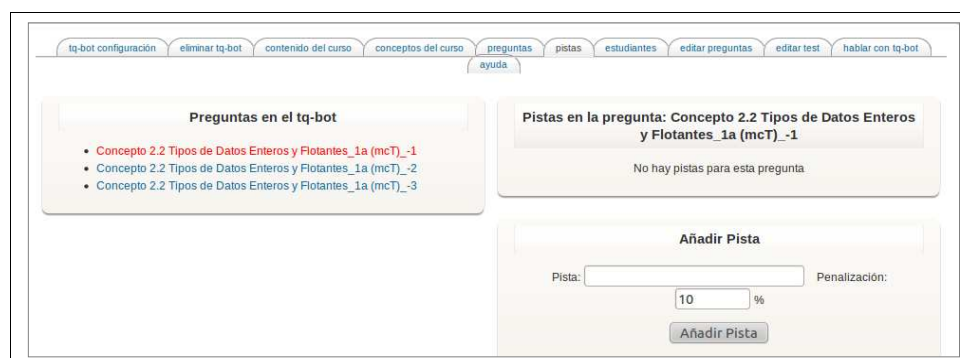 tq-bot configuración eliminar tq-bot contenido del curso conceptos del curso preguntas pistas estudiantes editar preguntas editar test hablar con tq-bot
ayuda
Preguntas en el tq-bot
Concepto 2.2 Tipos de Datos Enteros y Flotantes_1a (mcT)_-1
Concepto 2.2 Tipos de Datos Enteros y Flotantes_1a (mcT)_-2
Concepto 2.2 Tipos de Datos Enteros y Flotantes_1a (mcT)_-3
Pistas en la pregunta: Concepto 2.2 Tipos de Datos Enteros
y Flotantes_1a (mcT)_-1
No hay pistas para esta pregunta
Añadir Pista
Pista: Penalización:
10 %
Añadir Pista